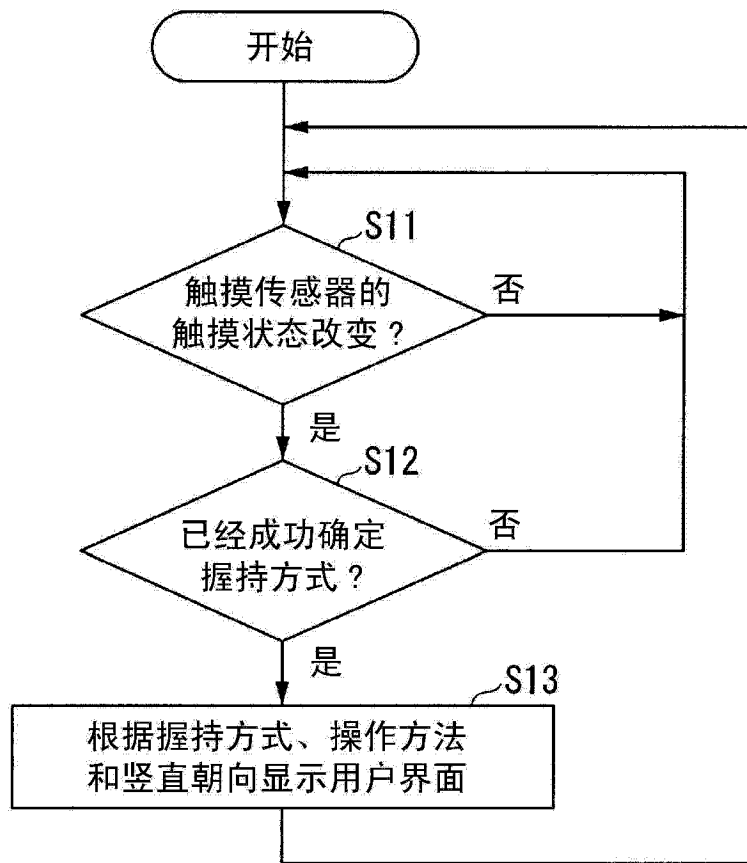 开始
S11
触摸传感器的
触摸状态改变？
否
是
S12
已经成功确定
握持方式？
否
是
S13
根据握持方式、操作方法
和竖直朝向显示用户界面